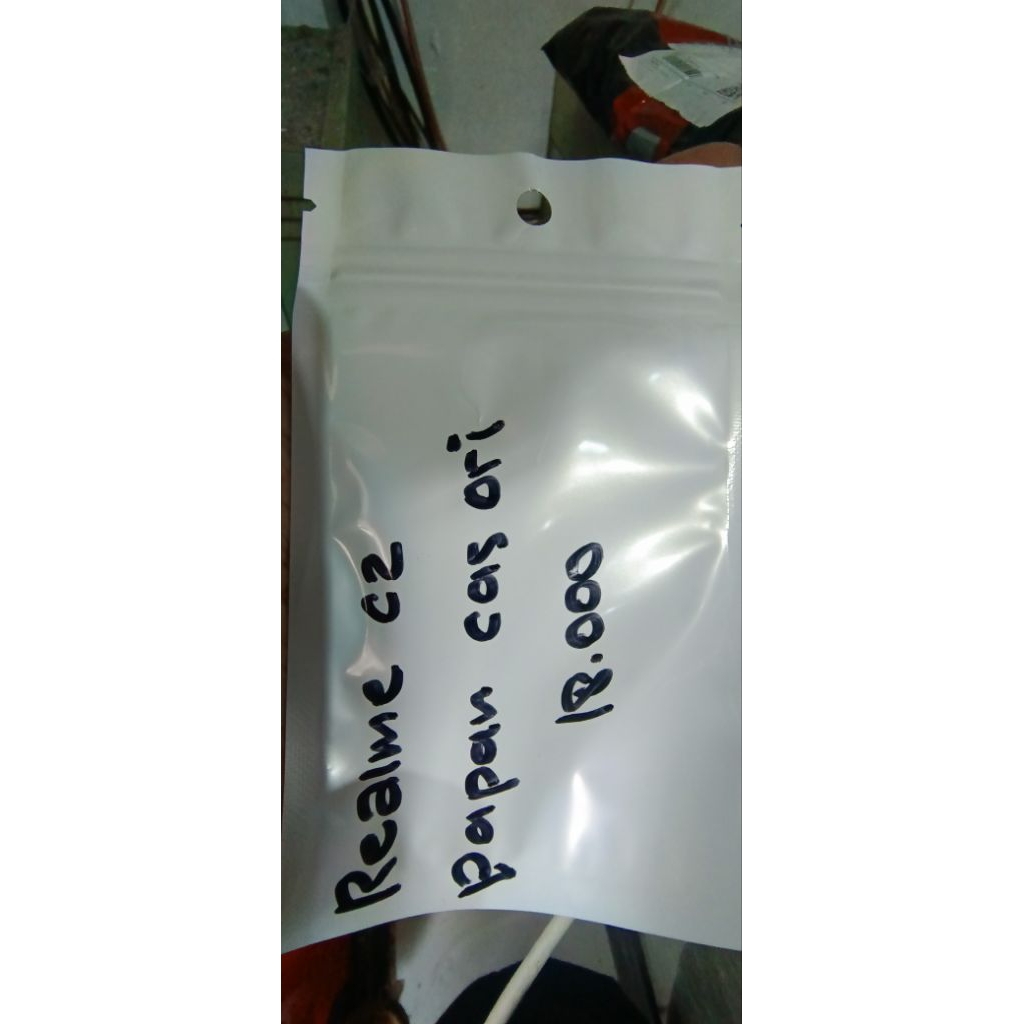 Realme C2
papan cas ori
18.000